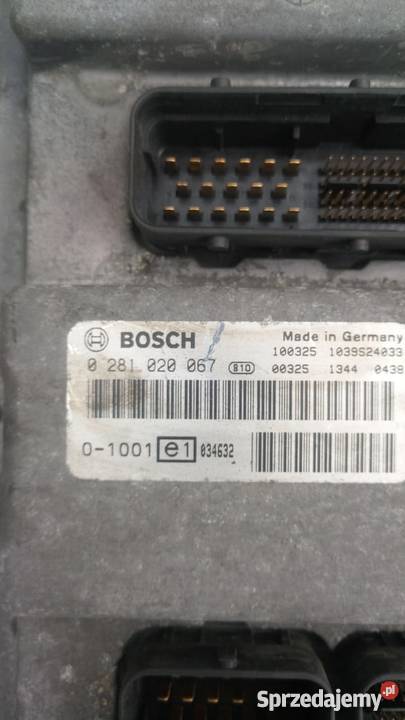 BOSCH
Made in Germany
100325 1039S24033
0 281 020 067 B10 00325 1344 0438
0-1001 e1 034632
Sprzedajemy.pl